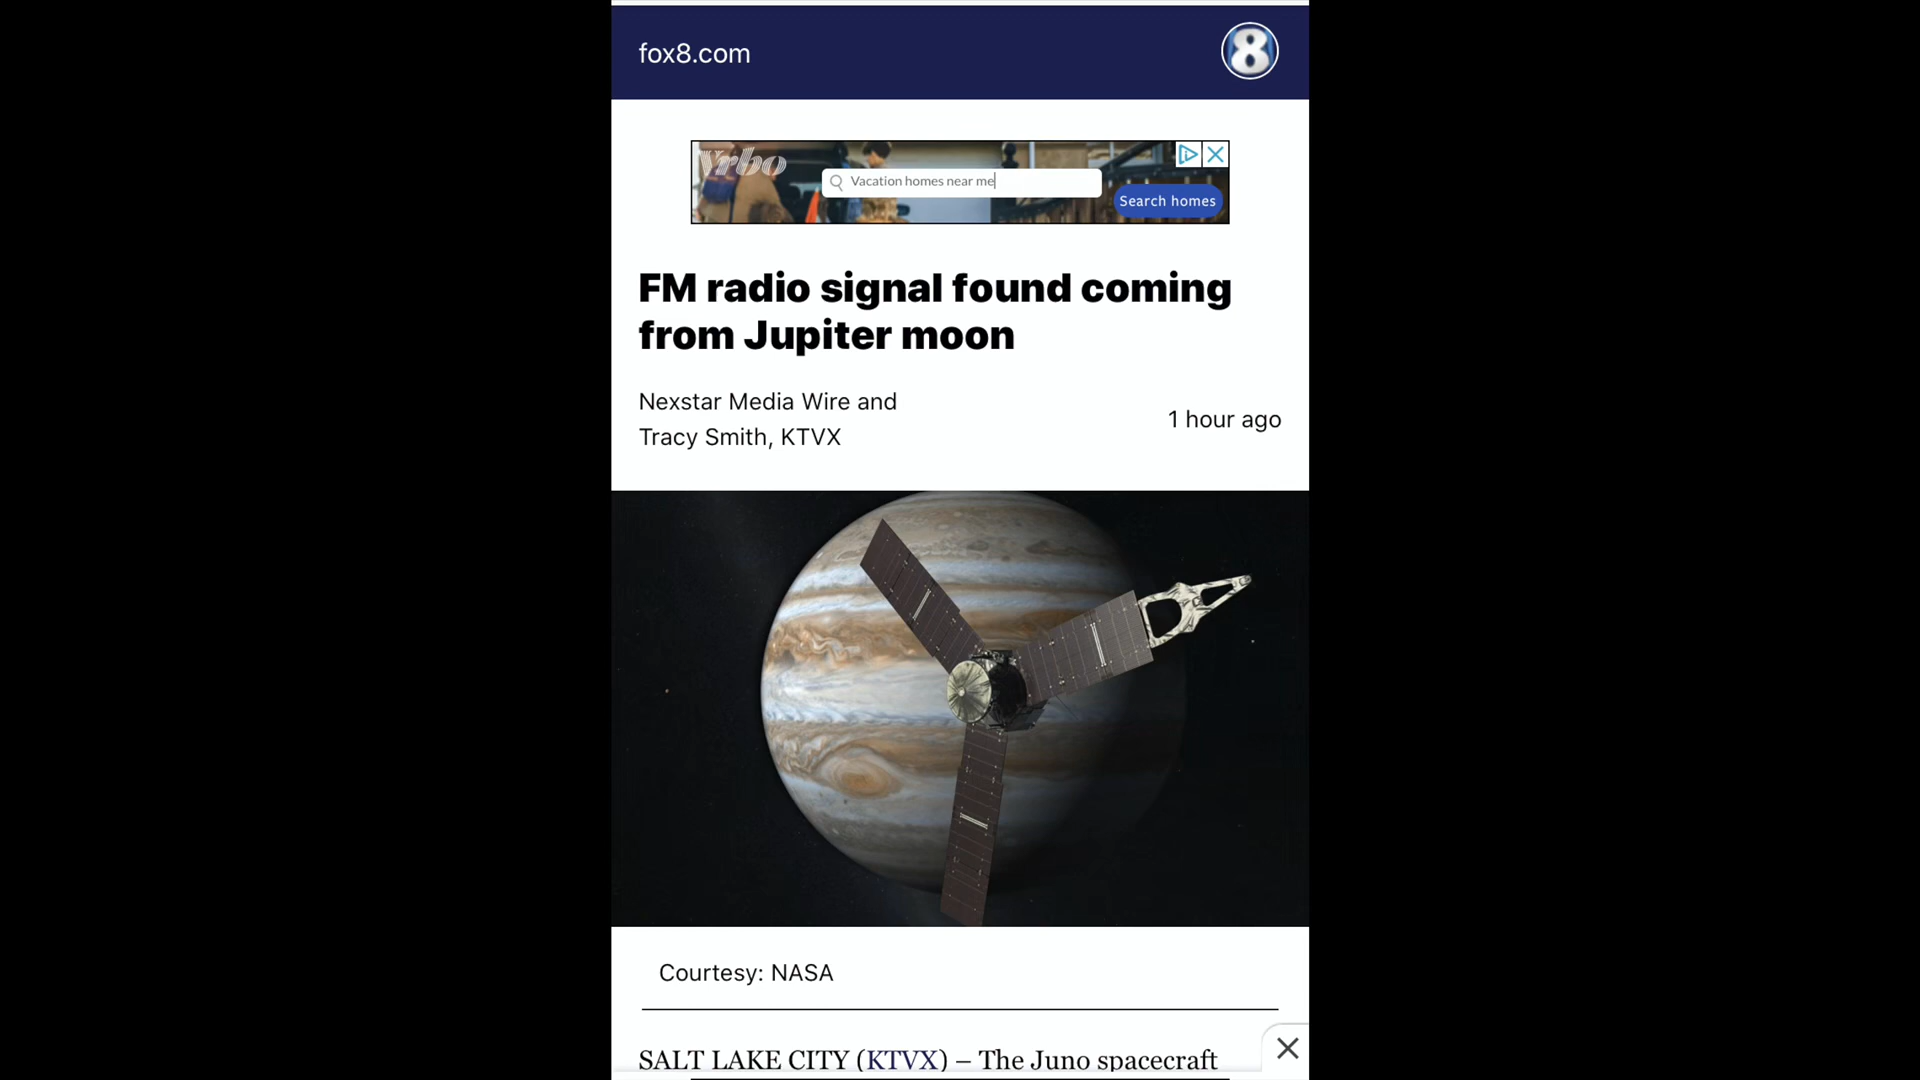 fox8.com
8
Vrbo
Vacation homes near me
Search homes
FM radio signal found coming
from Jupiter moon
Nexstar Media Wire and
Tracy Smith, KTVX
1 hour ago
Courtesy: NASA
SALT LAKE CITY (KTVX) – The Juno spacecraft